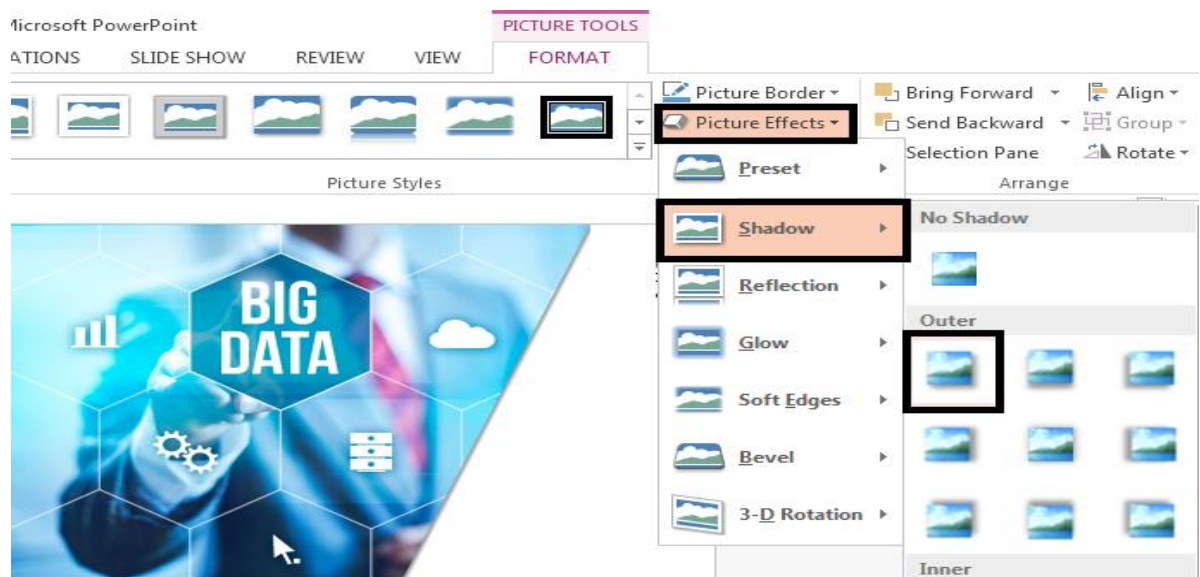 Microsoft PowerPoint
PICTURE TOOLS
ATIONS SLIDE SHOW REVIEW VIEW FORMAT
Picture Border
Bring Forward
Align
Picture Effects
Send Backward
Group
Selection Pane
Rotate
Picture Styles
Arrange
Preset
Shadow
Reflection
Glow
Soft Edges
Bevel
3-D Rotation
No Shadow
Outer
Inner
BIG
DATA